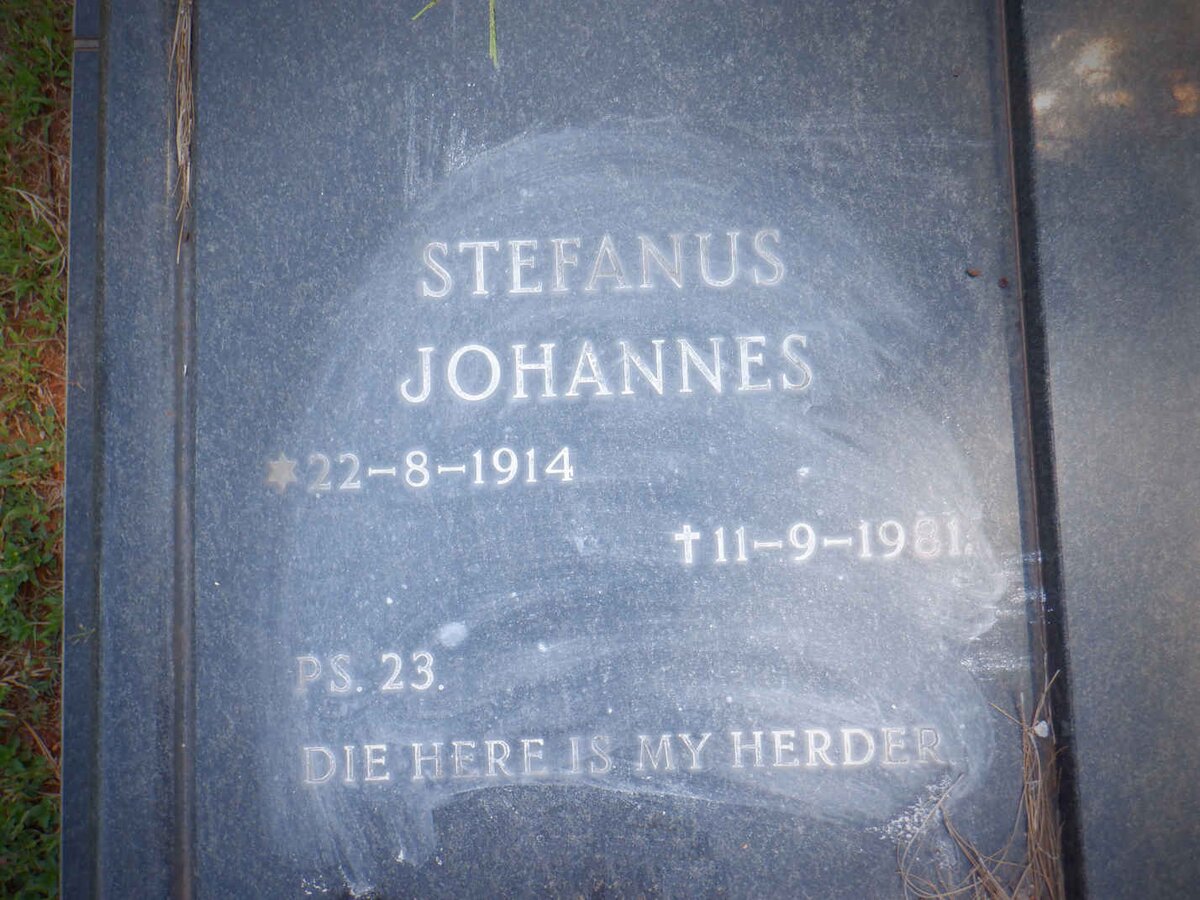 STEFANUS
JOHANNES
✶22-8-1914
✝11-9-1981.
PS. 23.
DIE HERE IS MY HERDER